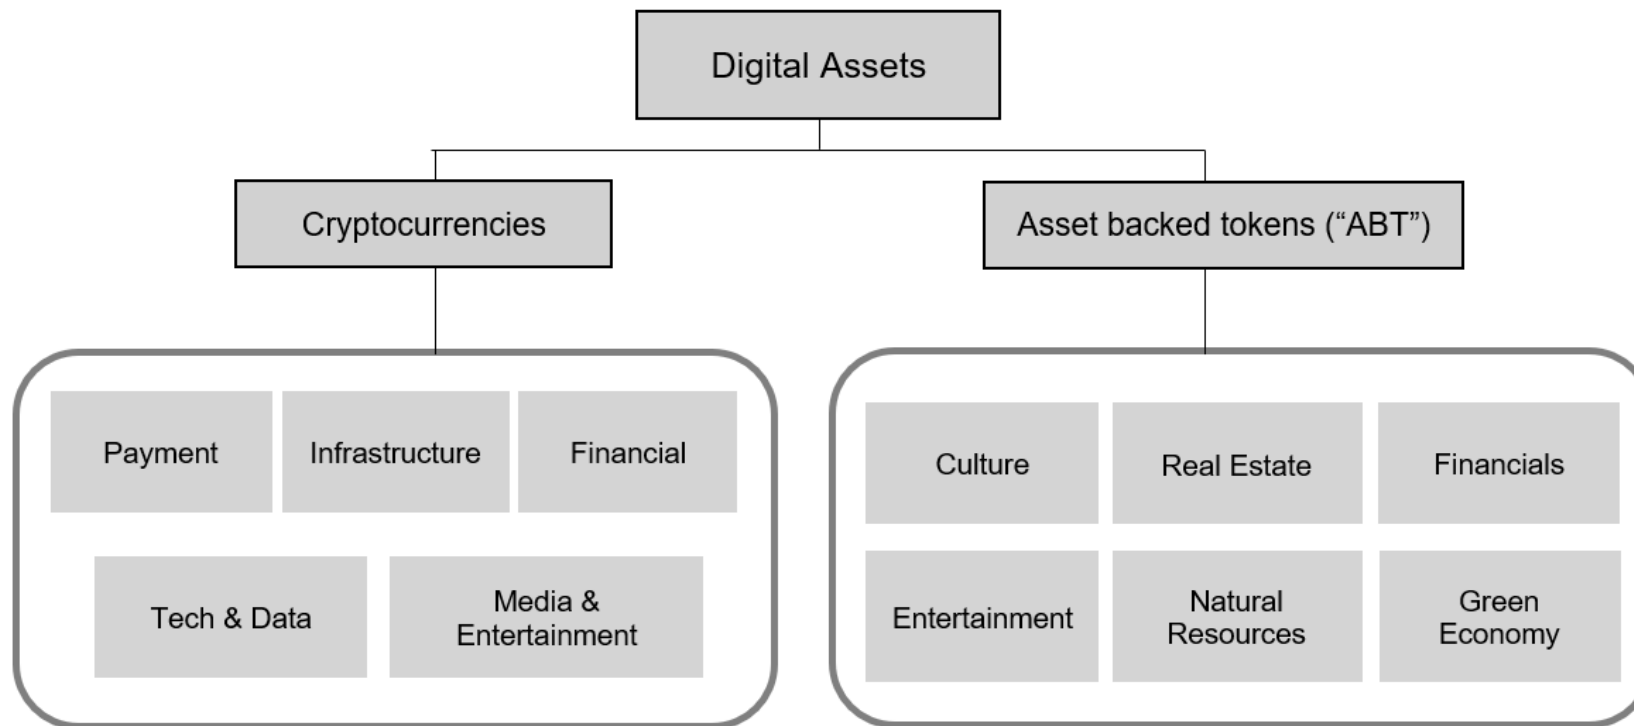 Digital Assets
Cryptocurrencies
Asset backed tokens (“ABT”)
Payment
Infrastructure
Financial
Tech & Data
Media &
Entertainment
Culture
Real Estate
Financials
Entertainment
Natural
Resources
Green
Economy